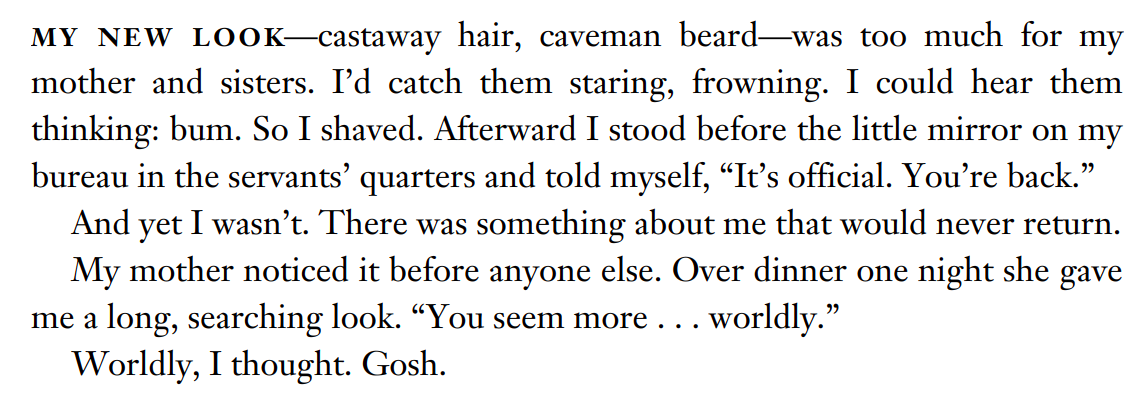 MY NEW LOOK—castaway hair, caveman beard—was too much for my
mother and sisters. I’d catch them staring, frowning. I could hear them
thinking: bum. So I shaved. Afterward I stood before the little mirror on my
bureau in the servants’ quarters and told myself, “It’s official. You’re back.”
And yet I wasn’t. There was something about me that would never return.
My mother noticed it before anyone else. Over dinner one night she gave
me a long, searching look. “You seem more . . . worldly.”
Worldly, I thought. Gosh.